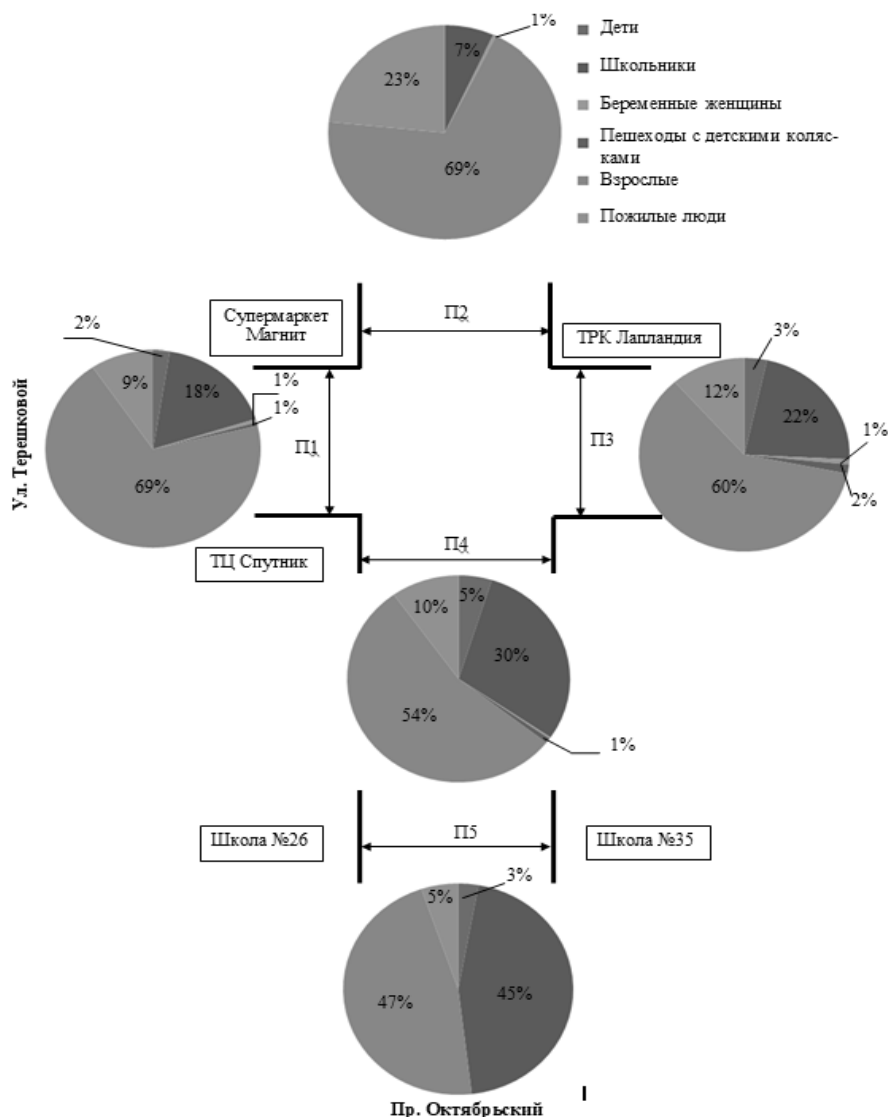 1%
7%
23%
69%
Дети
Школьники
Беременные женщины
Пешеходы с детскими коляс-
ками
Взрослые
Пожилые люди
Супермаркет
Магнит
П2
ТРК Лапландия
2%
9%
18%
1%
1%
69%
Ул. Терешковой
П1
П3
3%
12%
22%
1%
2%
60%
ТЦ Спутник
П4
10%
5%
30%
54%
1%
Школа №26
П5
Школа №35
5%
3%
47%
45%
Пр. Октябрьский